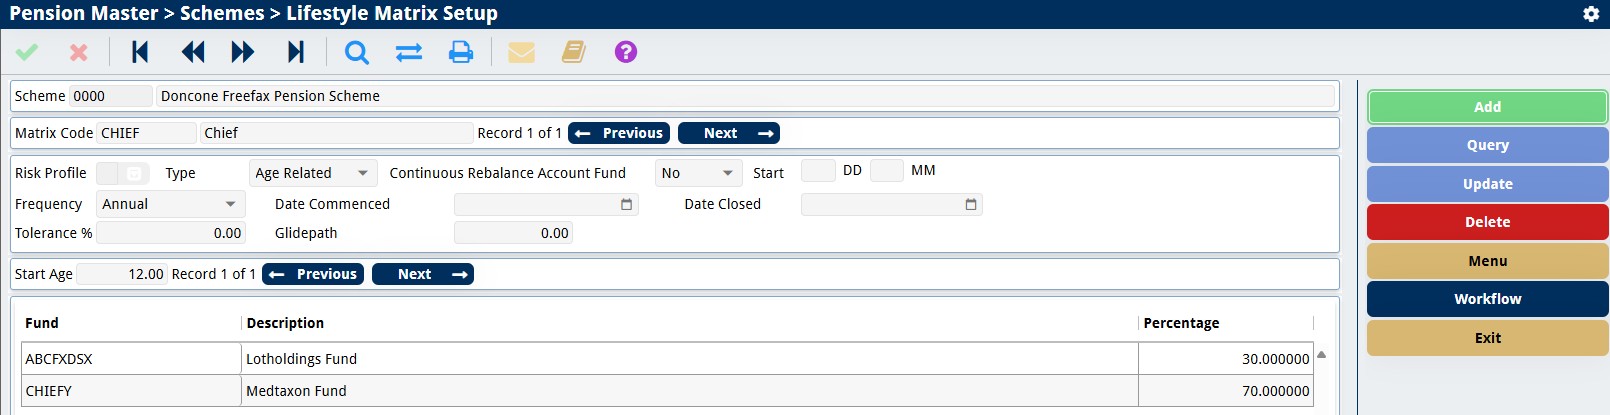 Pension Master > Schemes > Lifestyle Matrix Setup
?
Scheme 0000 Doncone Freefax Pension Scheme
Matrix Code CHIEF Chief Record 1 of 1 Previous Next
Risk Profile Type Age Related Continuous Rebalance Account Fund No Start DD MM
Frequency Annual Date Commenced Date Closed
Tolerance % 0.00 Glidepath 0.00
Start Age 12.00 Record 1 of 1 Previous Next
Fund Description Percentage
ABCFXDSX Lotholdings Fund 30.000000
CHIEFY Medtaxon Fund 70.000000
Add
Query
Update
Delete
Menu
Workflow
Exit